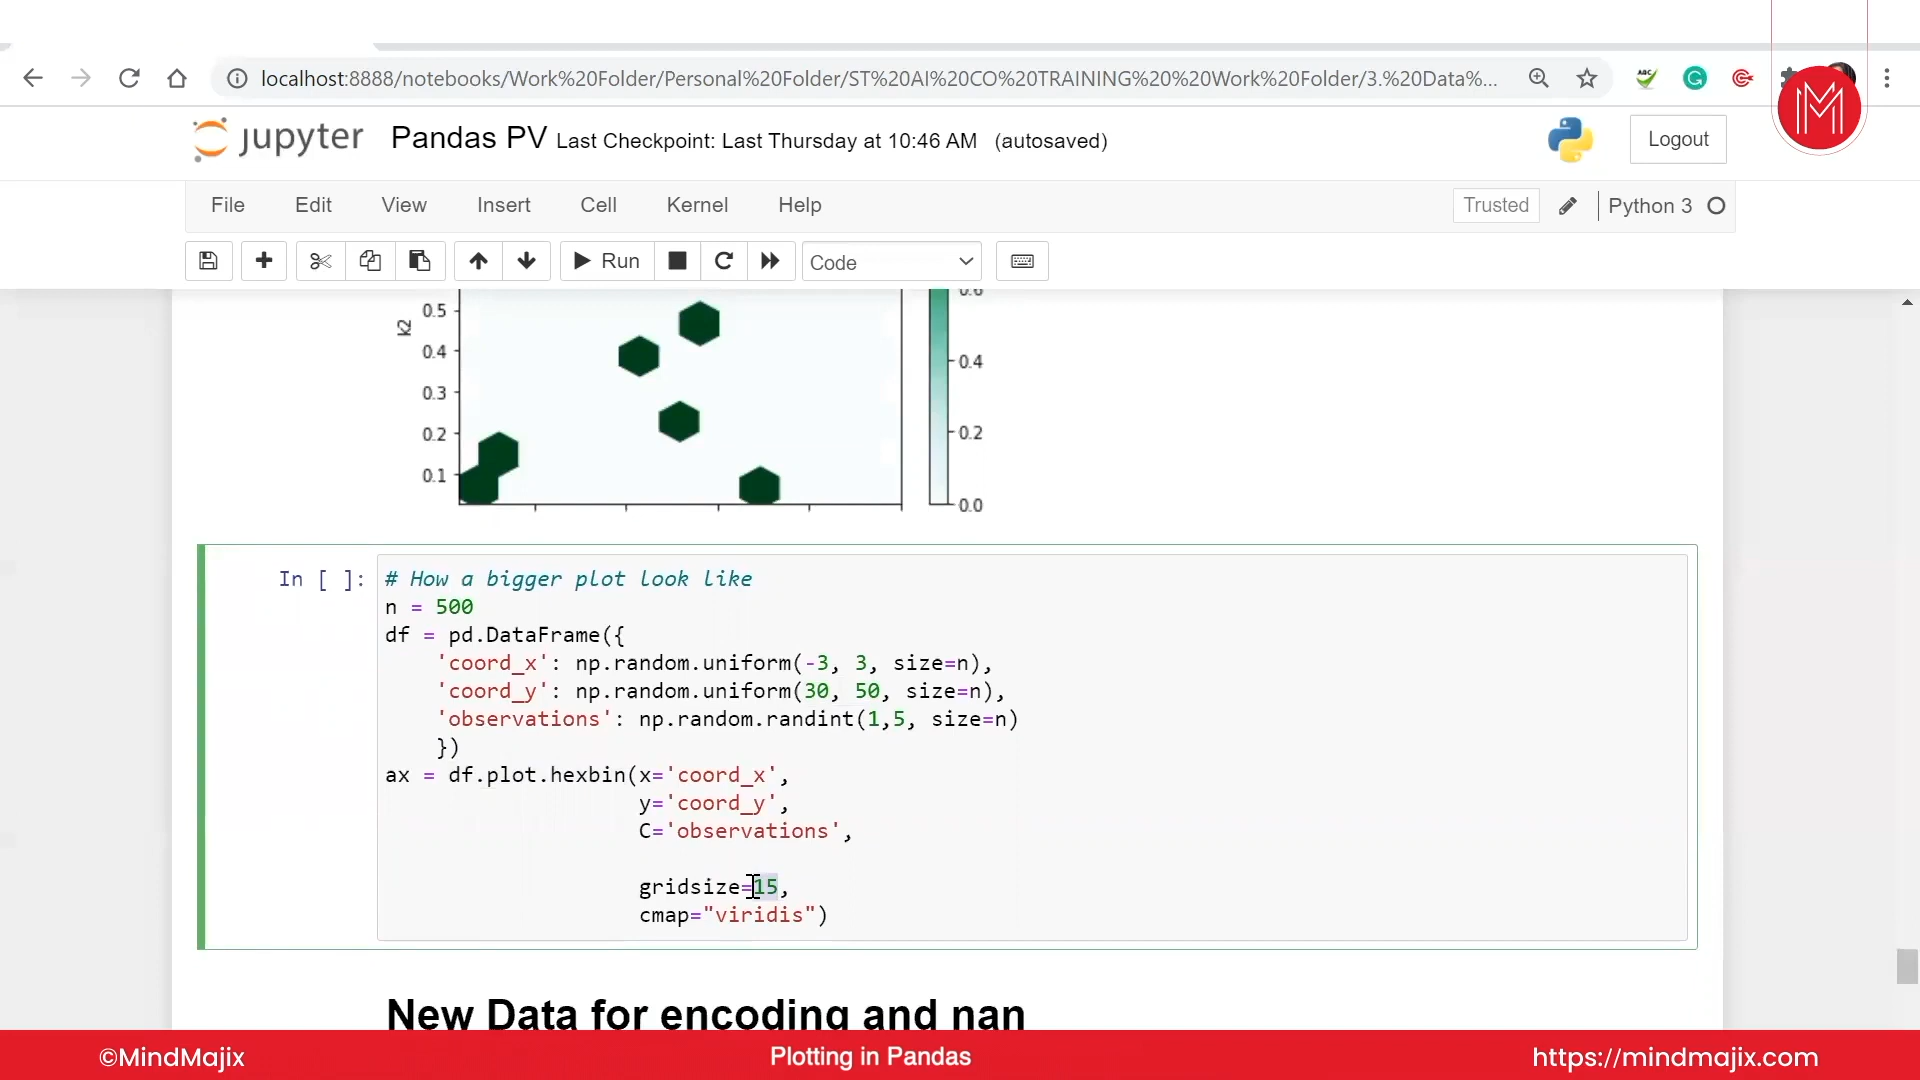 localhost:8888/notebooks/Work%20Folder/Personal%20Folder/ST%20AI%20CO%20TRAINING%20%20Work%20Folder/3.%20Data%...
ABC
G
M
jupyter Pandas PV Last Checkpoint: Last Thursday at 10:46 AM (autosaved)
Logout
File Edit View Insert Cell Kernel Help
Trusted Python 3
Run Code
0.6
0.5
k2
0.4
0.4
0.3
0.2
0.2
0.1
0.0
In [ ]:
# How a bigger plot look like
n = 500
df = pd.DataFrame({
'coord_x': np.random.uniform(-3, 3, size=n),
'coord_y': np.random.uniform(30, 50, size=n),
'observations': np.random.randint(1,5, size=n)
})
ax = df.plot.hexbin(x='coord_x',
y='coord_y',
C='observations',
gridsize=15,
cmap="viridis")
New Data for encoding and nan
©MindMajix
Plotting in Pandas
https://mindmajix.com